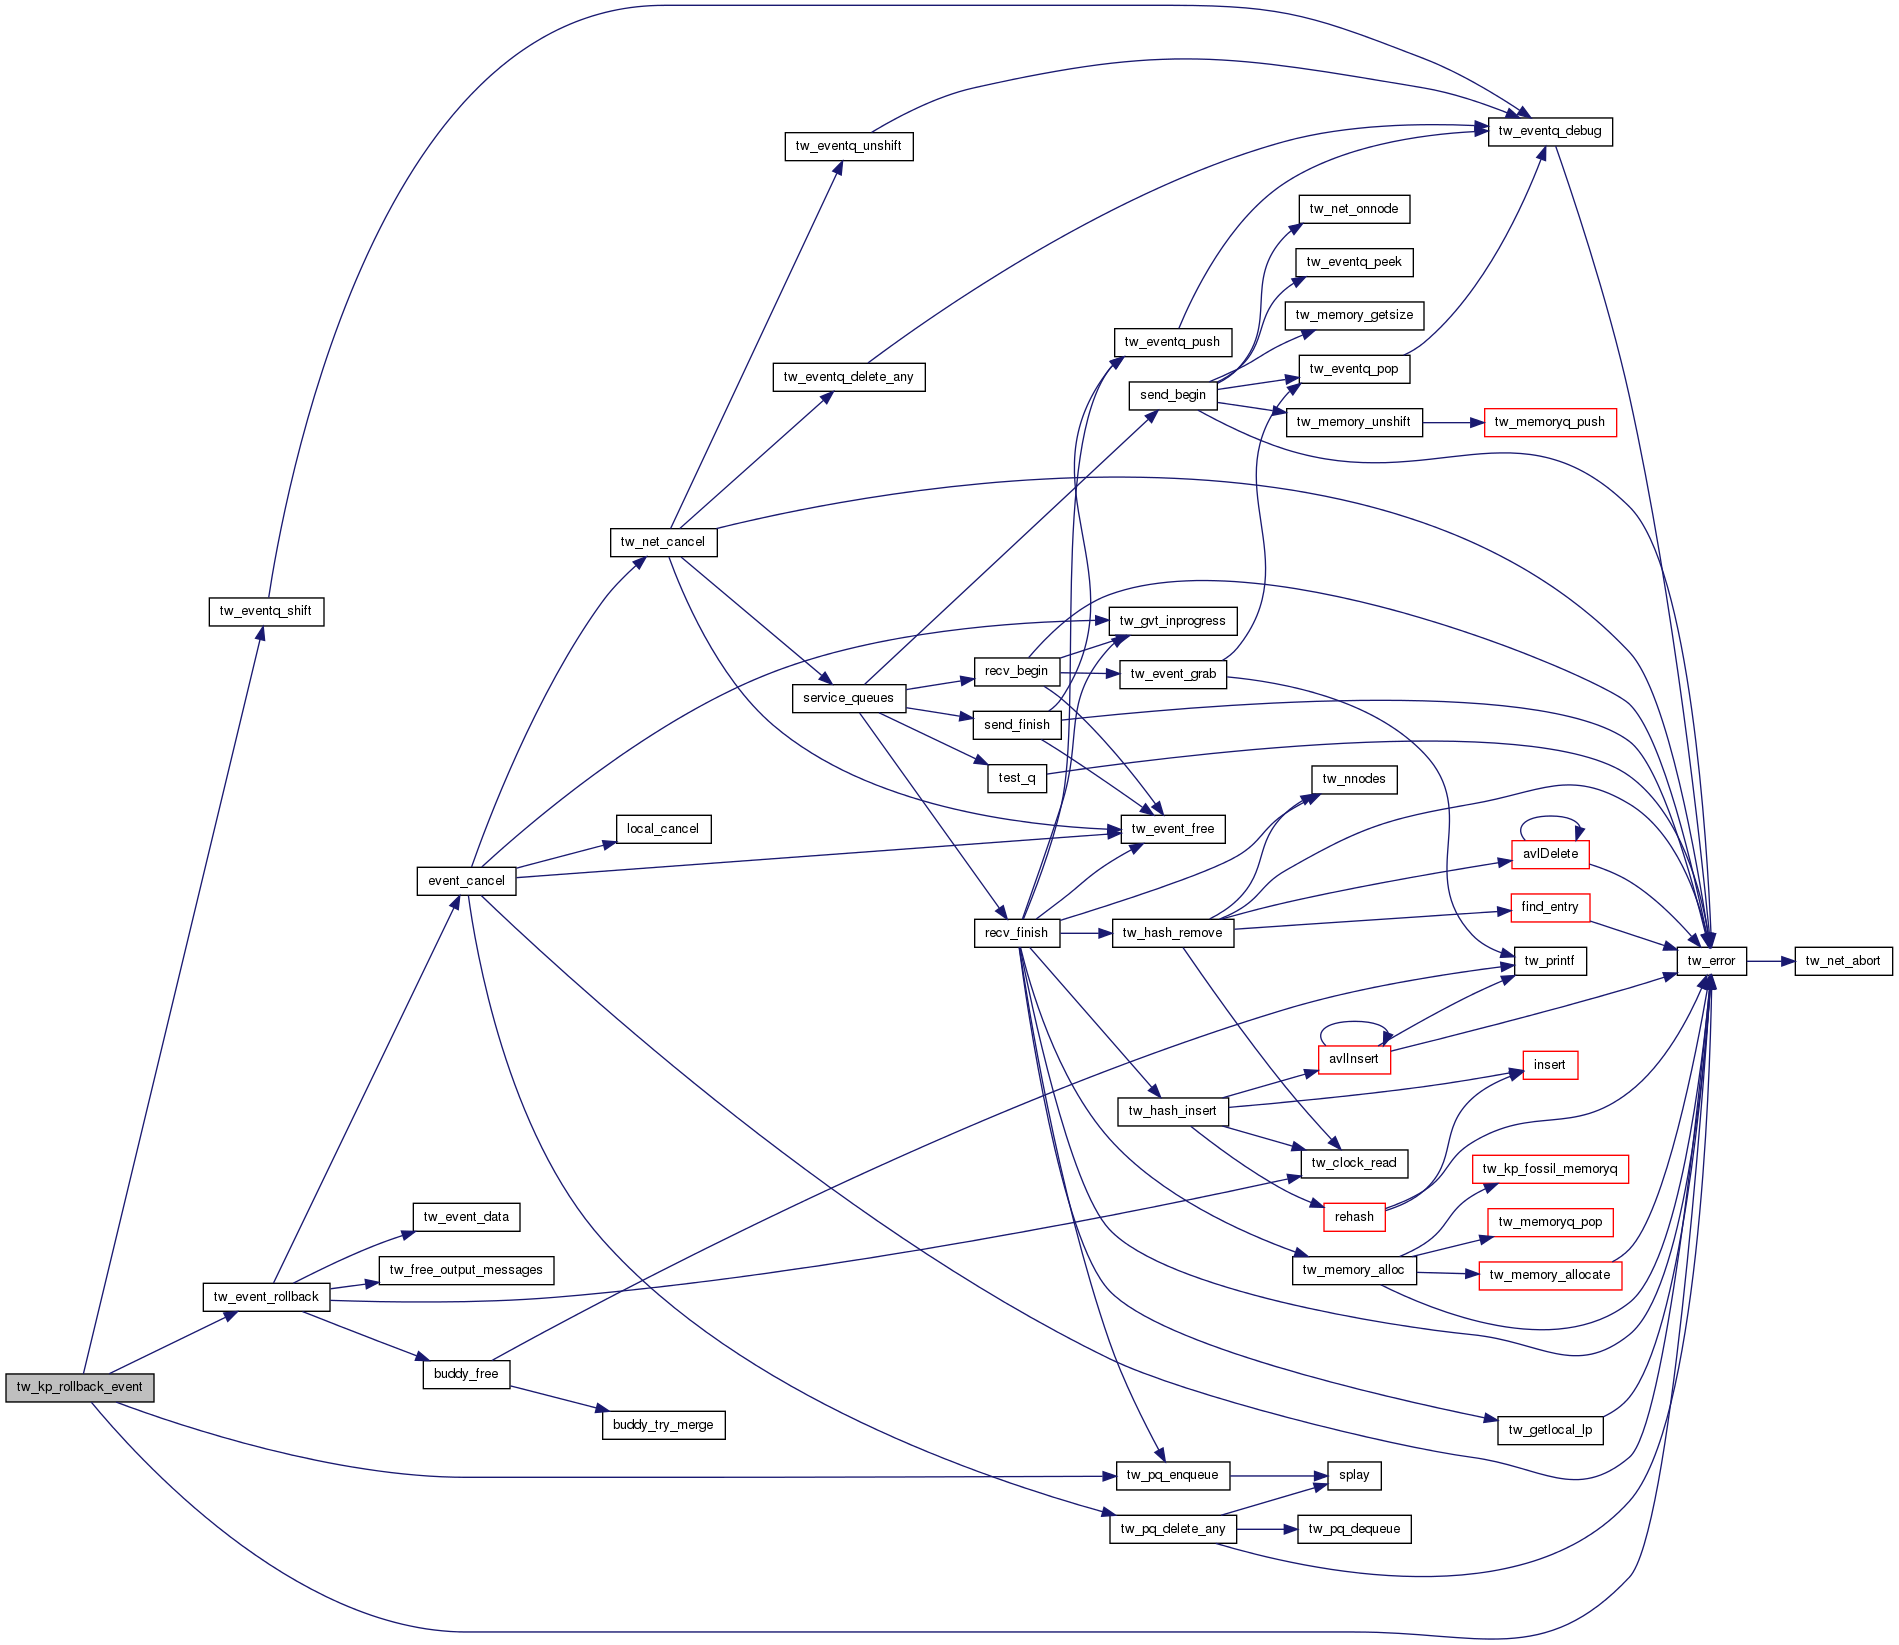 tw_eventq_debug
tw_eventq_unshift
tw_net_onnode
tw_eventq_peek
tw_memory_getsize
tw_eventq_push
tw_eventq_pop
tw_eventq_delete_any
send_begin
tw_memory_unshift
tw_memoryq_push
tw_net_cancel
tw_eventq_shift
tw_gvt_inprogress
recv_begin
tw_event_grab
service_queues
send_finish
test_q
tw_nnodes
local_cancel
tw_event_free
avlDelete
event_cancel
find_entry
recv_finish
tw_hash_remove
tw_printf
tw_error
tw_net_abort
avlInsert
insert
tw_hash_insert
tw_clock_read
tw_kp_fossil_memoryq
tw_event_data
rehash
tw_memoryq_pop
tw_free_output_messages
tw_memory_alloc
tw_memory_allocate
tw_event_rollback
buddy_free
tw_kp_rollback_event
buddy_try_merge
tw_getlocal_lp
tw_pq_enqueue
splay
tw_pq_delete_any
tw_pq_dequeue